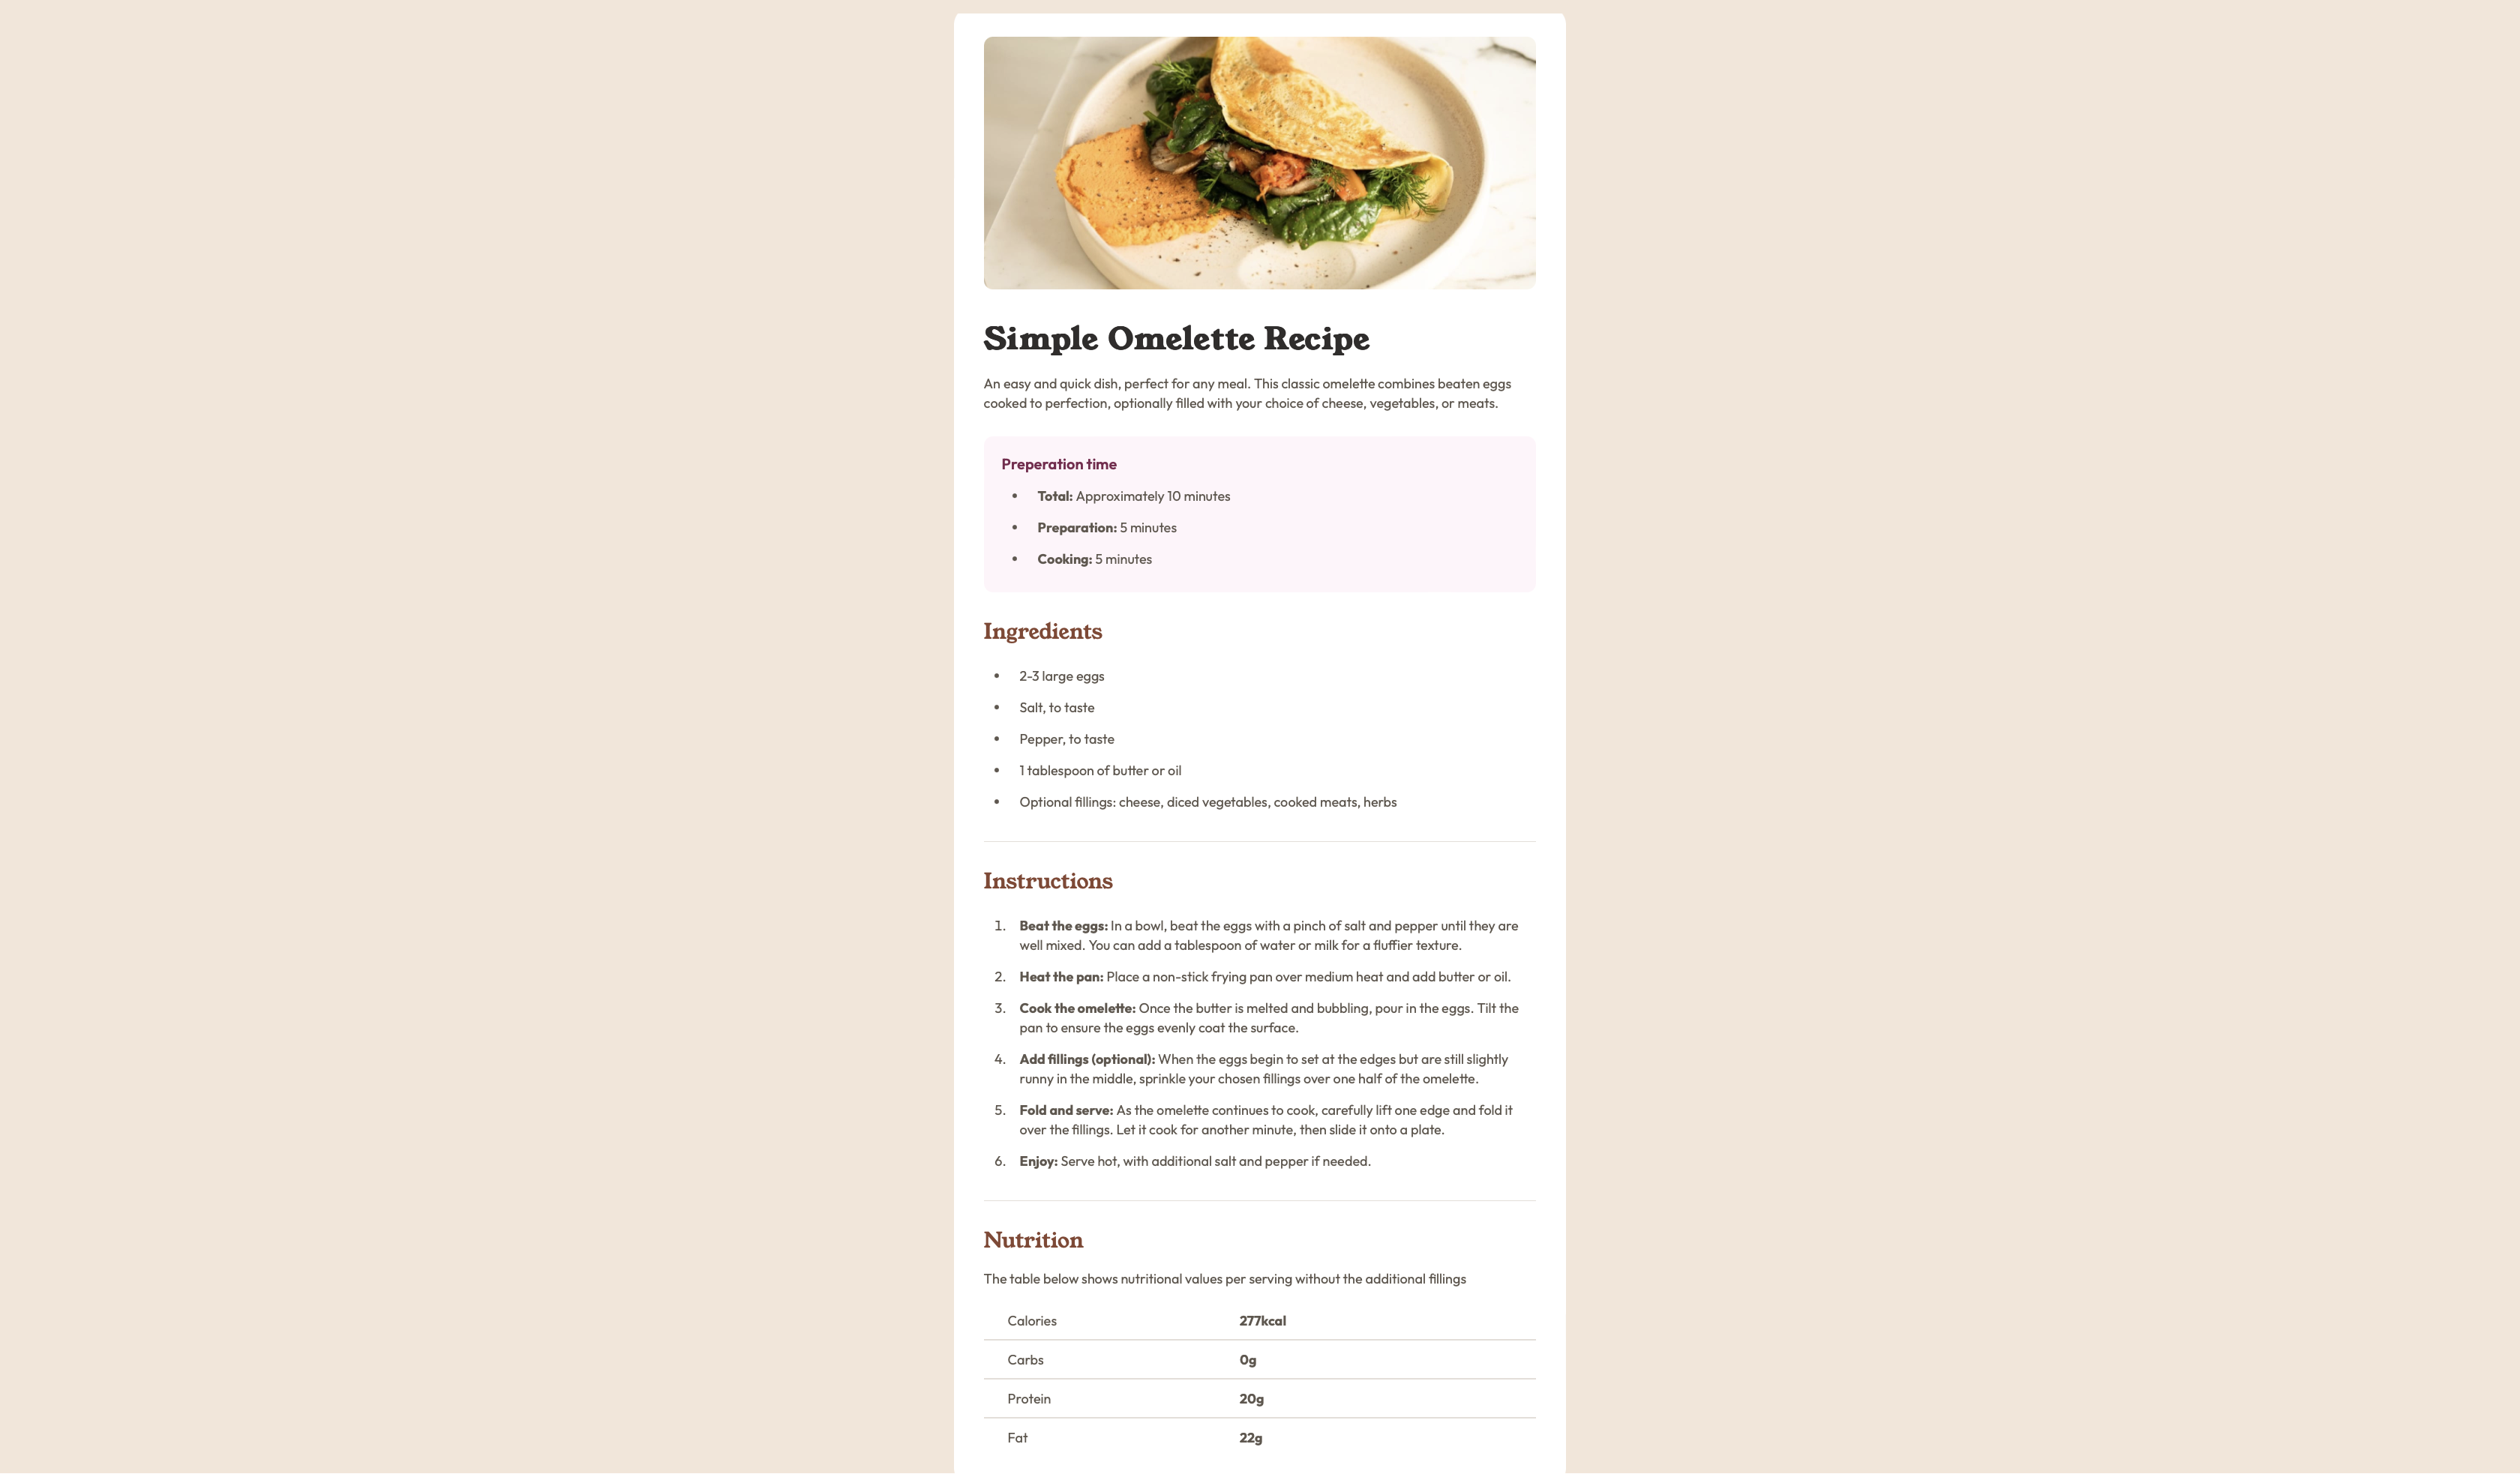 Simple Omelette Recipe
An easy and quick dish, perfect for any meal. This classic omelette combines beaten eggs
cooked to perfection, optionally filled with your choice of cheese, vegetables, or meats.
Preperation time
• Total: Approximately 10 minutes
• Preparation: 5 minutes
• Cooking: 5 minutes
Ingredients
• 2-3 large eggs
• Salt, to taste
• Pepper, to taste
• 1 tablespoon of butter or oil
• Optional fillings: cheese, diced vegetables, cooked meats, herbs
Instructions
1. Beat the eggs: In a bowl, beat the eggs with a pinch of salt and pepper until they are
well mixed. You can add a tablespoon of water or milk for a fluffier texture.
2. Heat the pan: Place a non-stick frying pan over medium heat and add butter or oil.
3. Cook the omelette: Once the butter is melted and bubbling, pour in the eggs. Tilt the
pan to ensure the eggs evenly coat the surface.
4. Add fillings (optional): When the eggs begin to set at the edges but are still slightly
runny in the middle, sprinkle your chosen fillings over one half of the omelette.
5. Fold and serve: As the omelette continues to cook, carefully lift one edge and fold it
over the fillings. Let it cook for another minute, then slide it onto a plate.
6. Enjoy: Serve hot, with additional salt and pepper if needed.
Nutrition
The table below shows nutritional values per serving without the additional fillings
Calories 277kcal
Carbs 0g
Protein 20g
Fat 22g